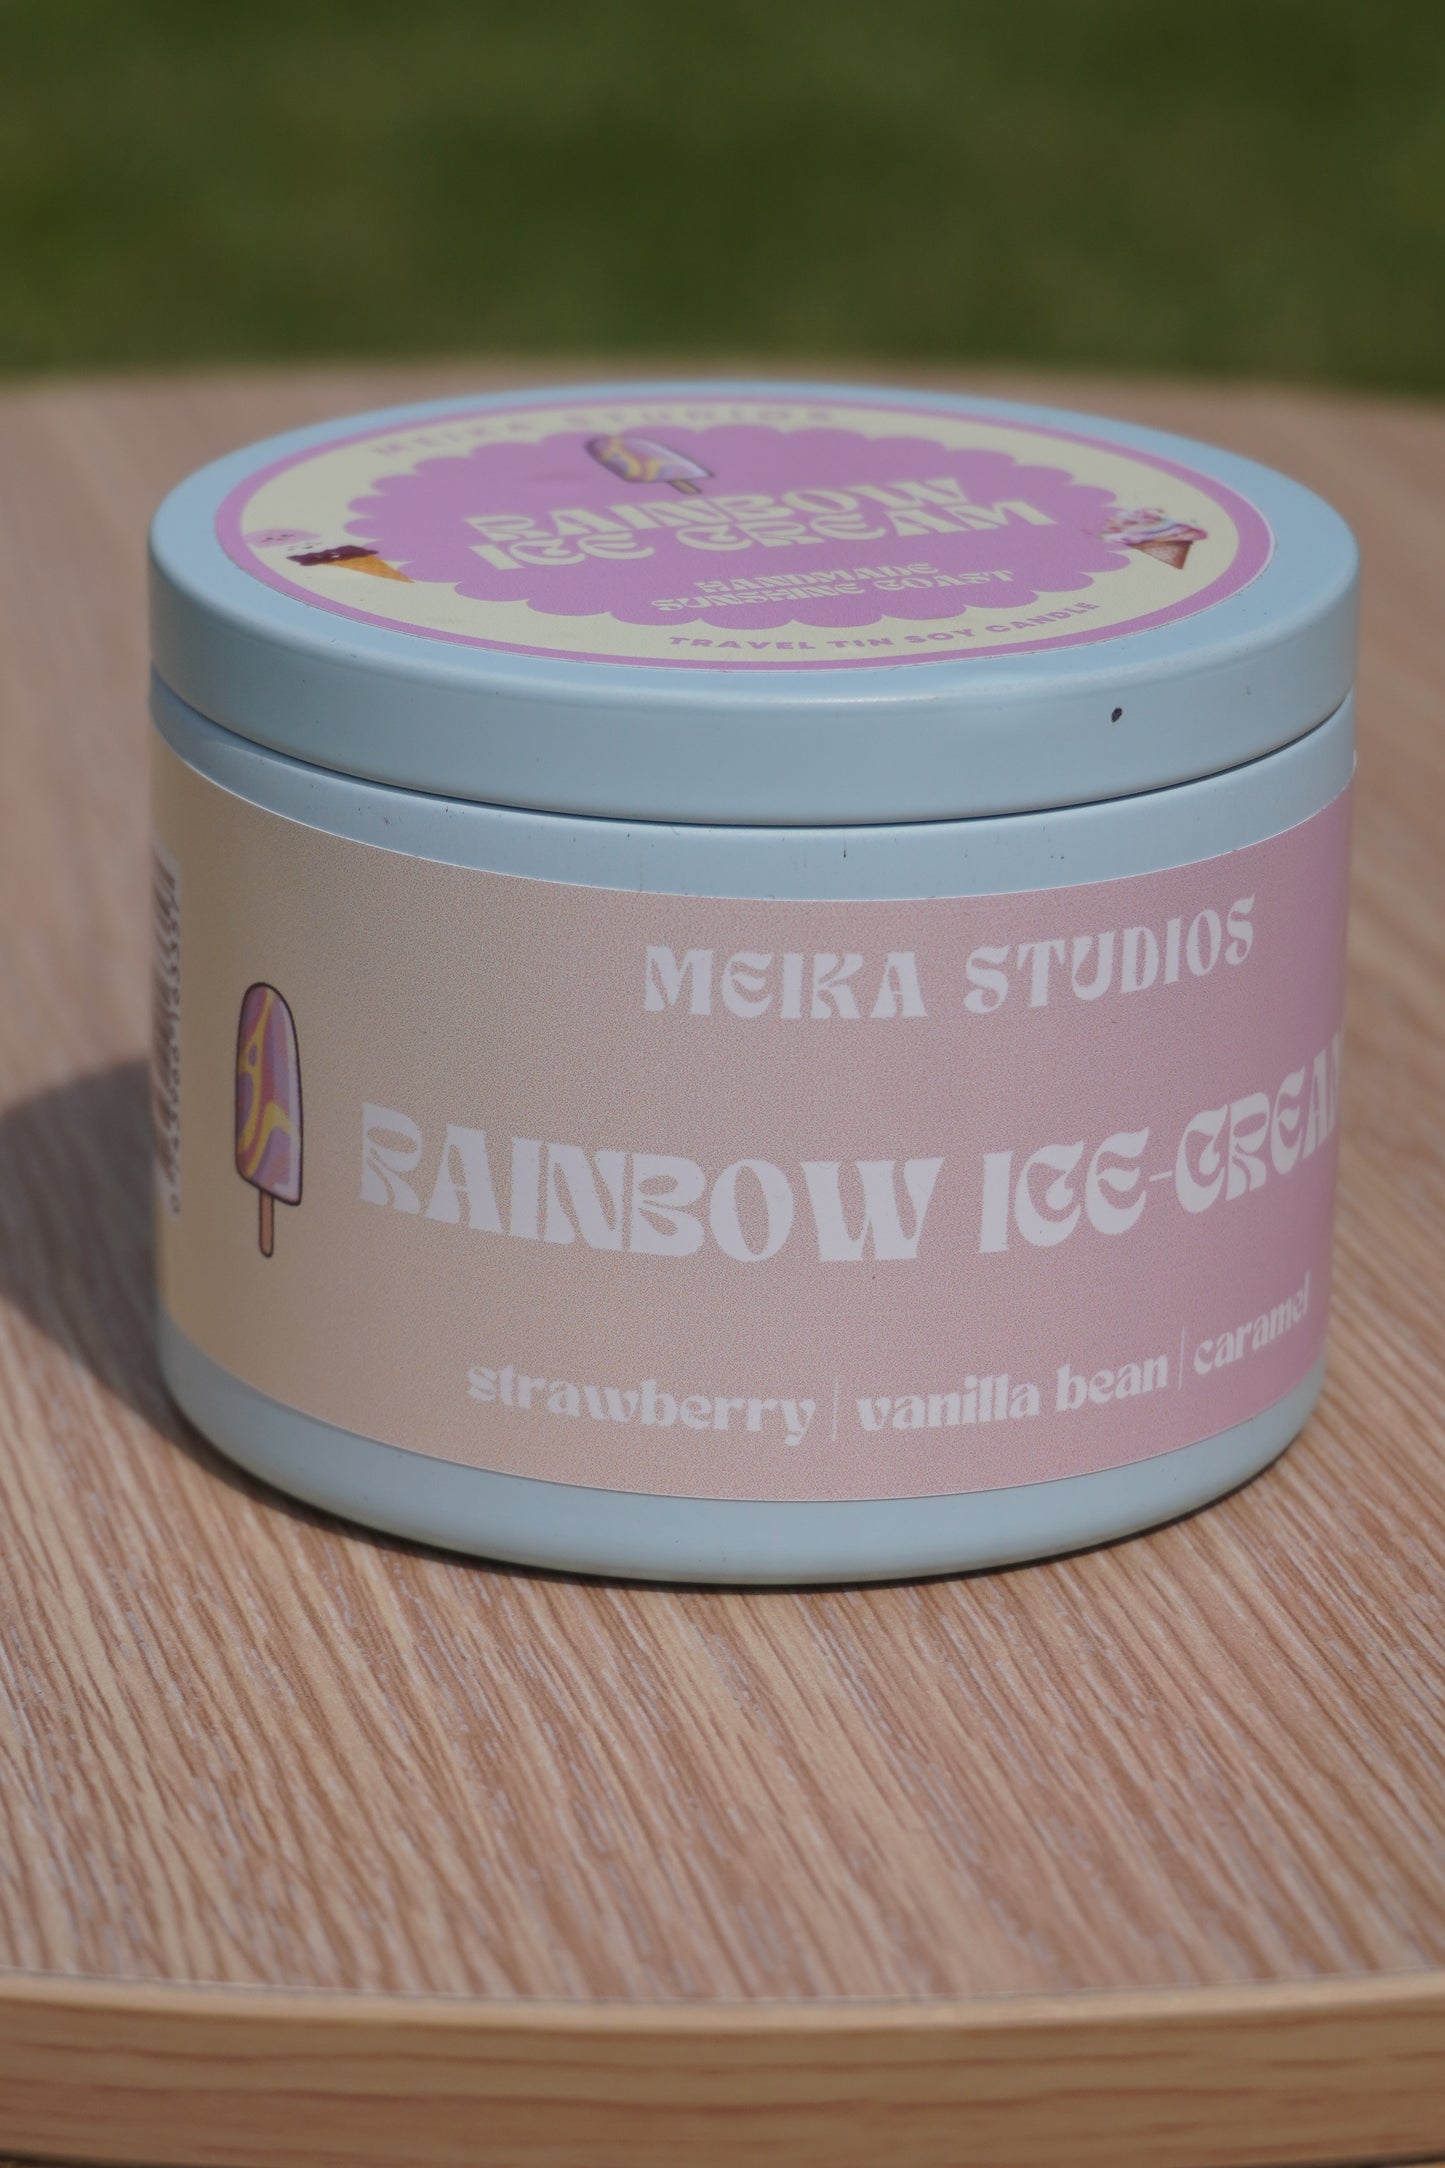 MEIKA STUDIOS
RAINBOW
ICE CREAM
HANDMADE
SUNSHINE COAST
TRAVEL TIN SOY CANDLE
MEIKA STUDIOS
RAINBOW ICE-CREAM
strawberry | vanilla bean | caramel